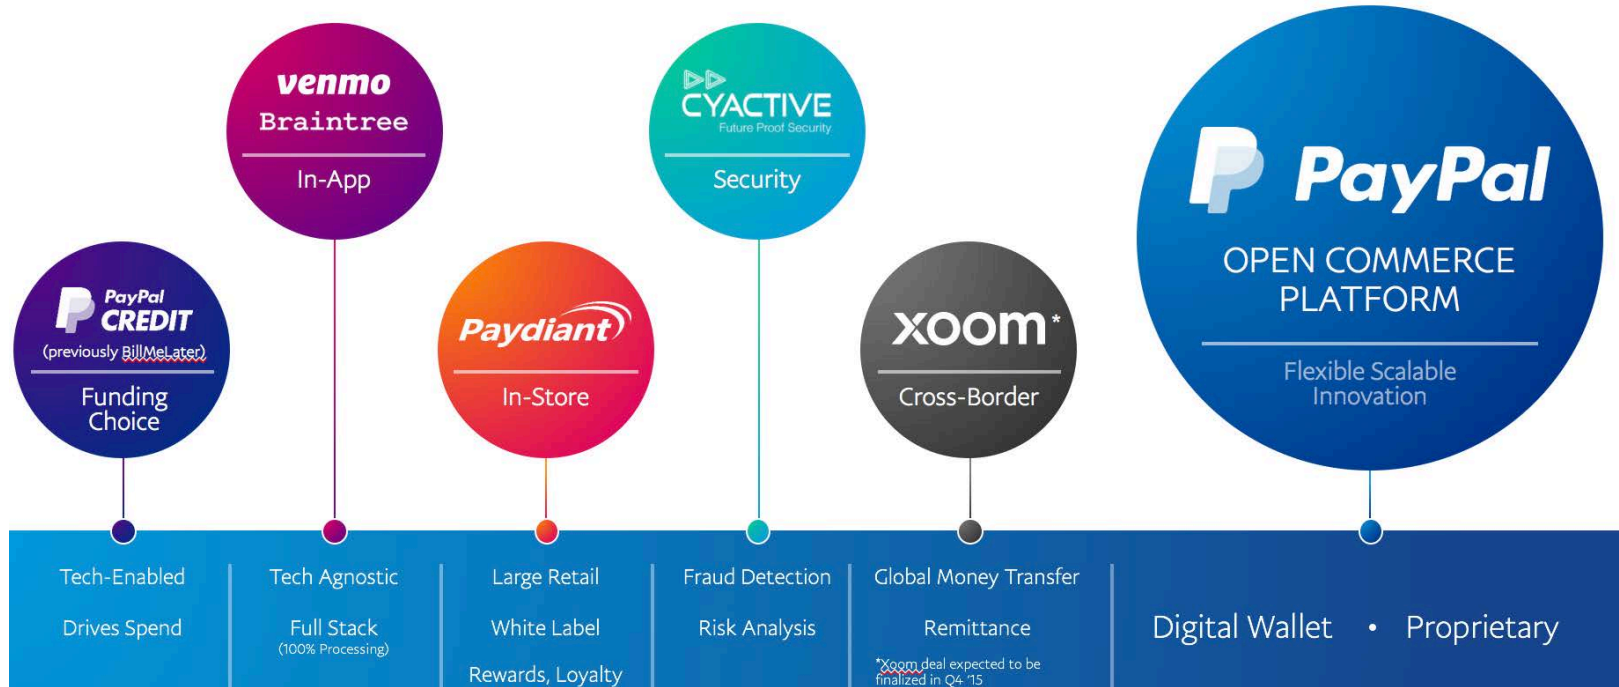 PayPal
CREDIT
(previously BillMeLater)
Funding
Choice
venmo
Braintree
In-App
Paydiant
In-Store
CYACTIVE
Future Proof Security
Security
xoom*
Cross-Border
PayPal
OPEN COMMERCE
PLATFORM
Flexible Scalable
Innovation
Tech-Enabled
Drives Spend
Tech Agnostic
Full Stack
(100% Processing)
Large Retail
White Label
Rewards, Loyalty
Fraud Detection
Risk Analysis
Global Money Transfer
Remittance
*Xoom deal expected to be
finalized in Q4 '15
Digital Wallet • Proprietary